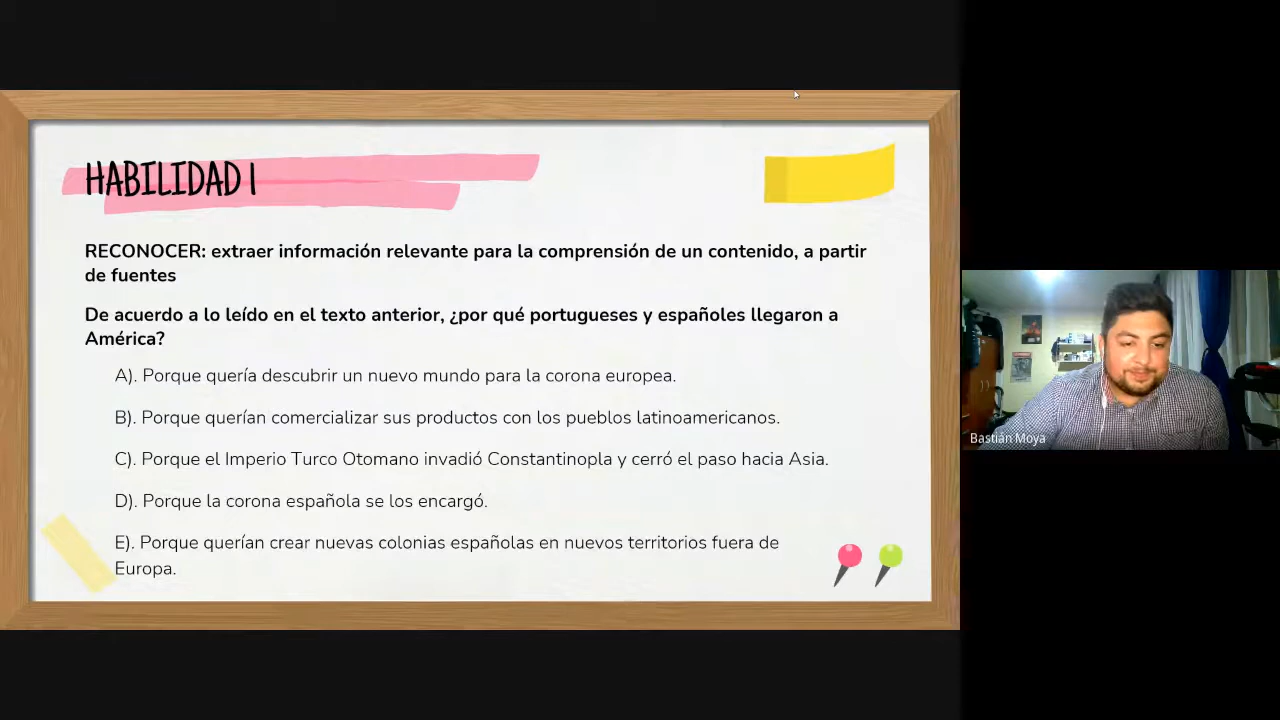 HABILIDAD 1
RECONOCER: extraer información relevante para la comprensión de un contenido, a partir
de fuentes
De acuerdo a lo leído en el texto anterior, ¿por qué portugueses y españoles llegaron a
América?
A). Porque quería descubrir un nuevo mundo para la corona europea.
B). Porque querían comercializar sus productos con los pueblos latinoamericanos.
C). Porque el Imperio Turco Otomano invadió Constantinopla y cerró el paso hacia Asia.
D). Porque la corona española se los encargó.
E). Porque querían crear nuevas colonias españolas en nuevos territorios fuera de
Europa.
Bastián Moya